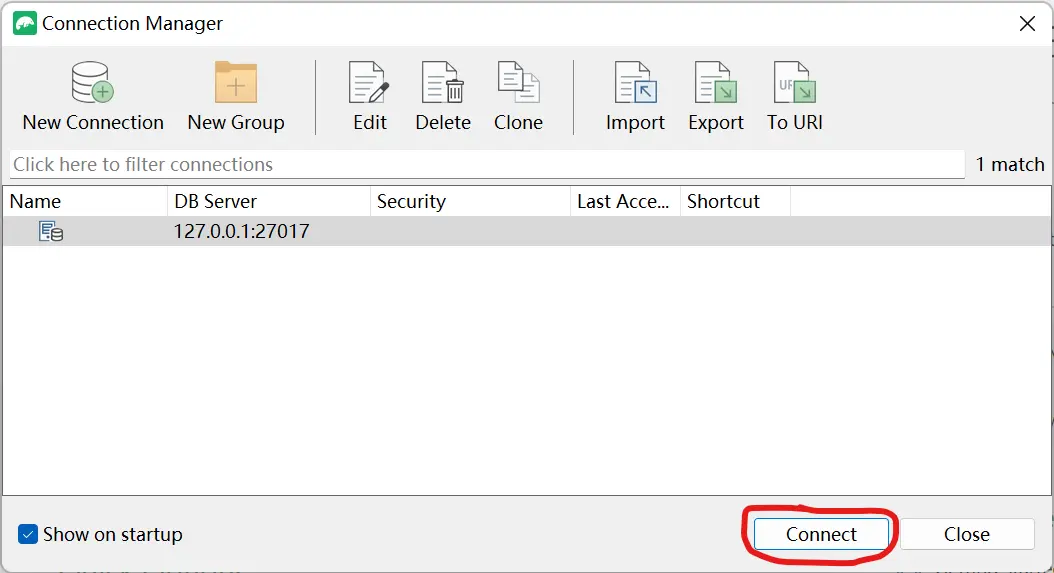 Connection Manager
New Connection New Group Edit Delete Clone Import Export To URI
Click here to filter connections 1 match
Name DB Server Security Last Acce... Shortcut
127.0.0.1:27017
Show on startup Connect Close